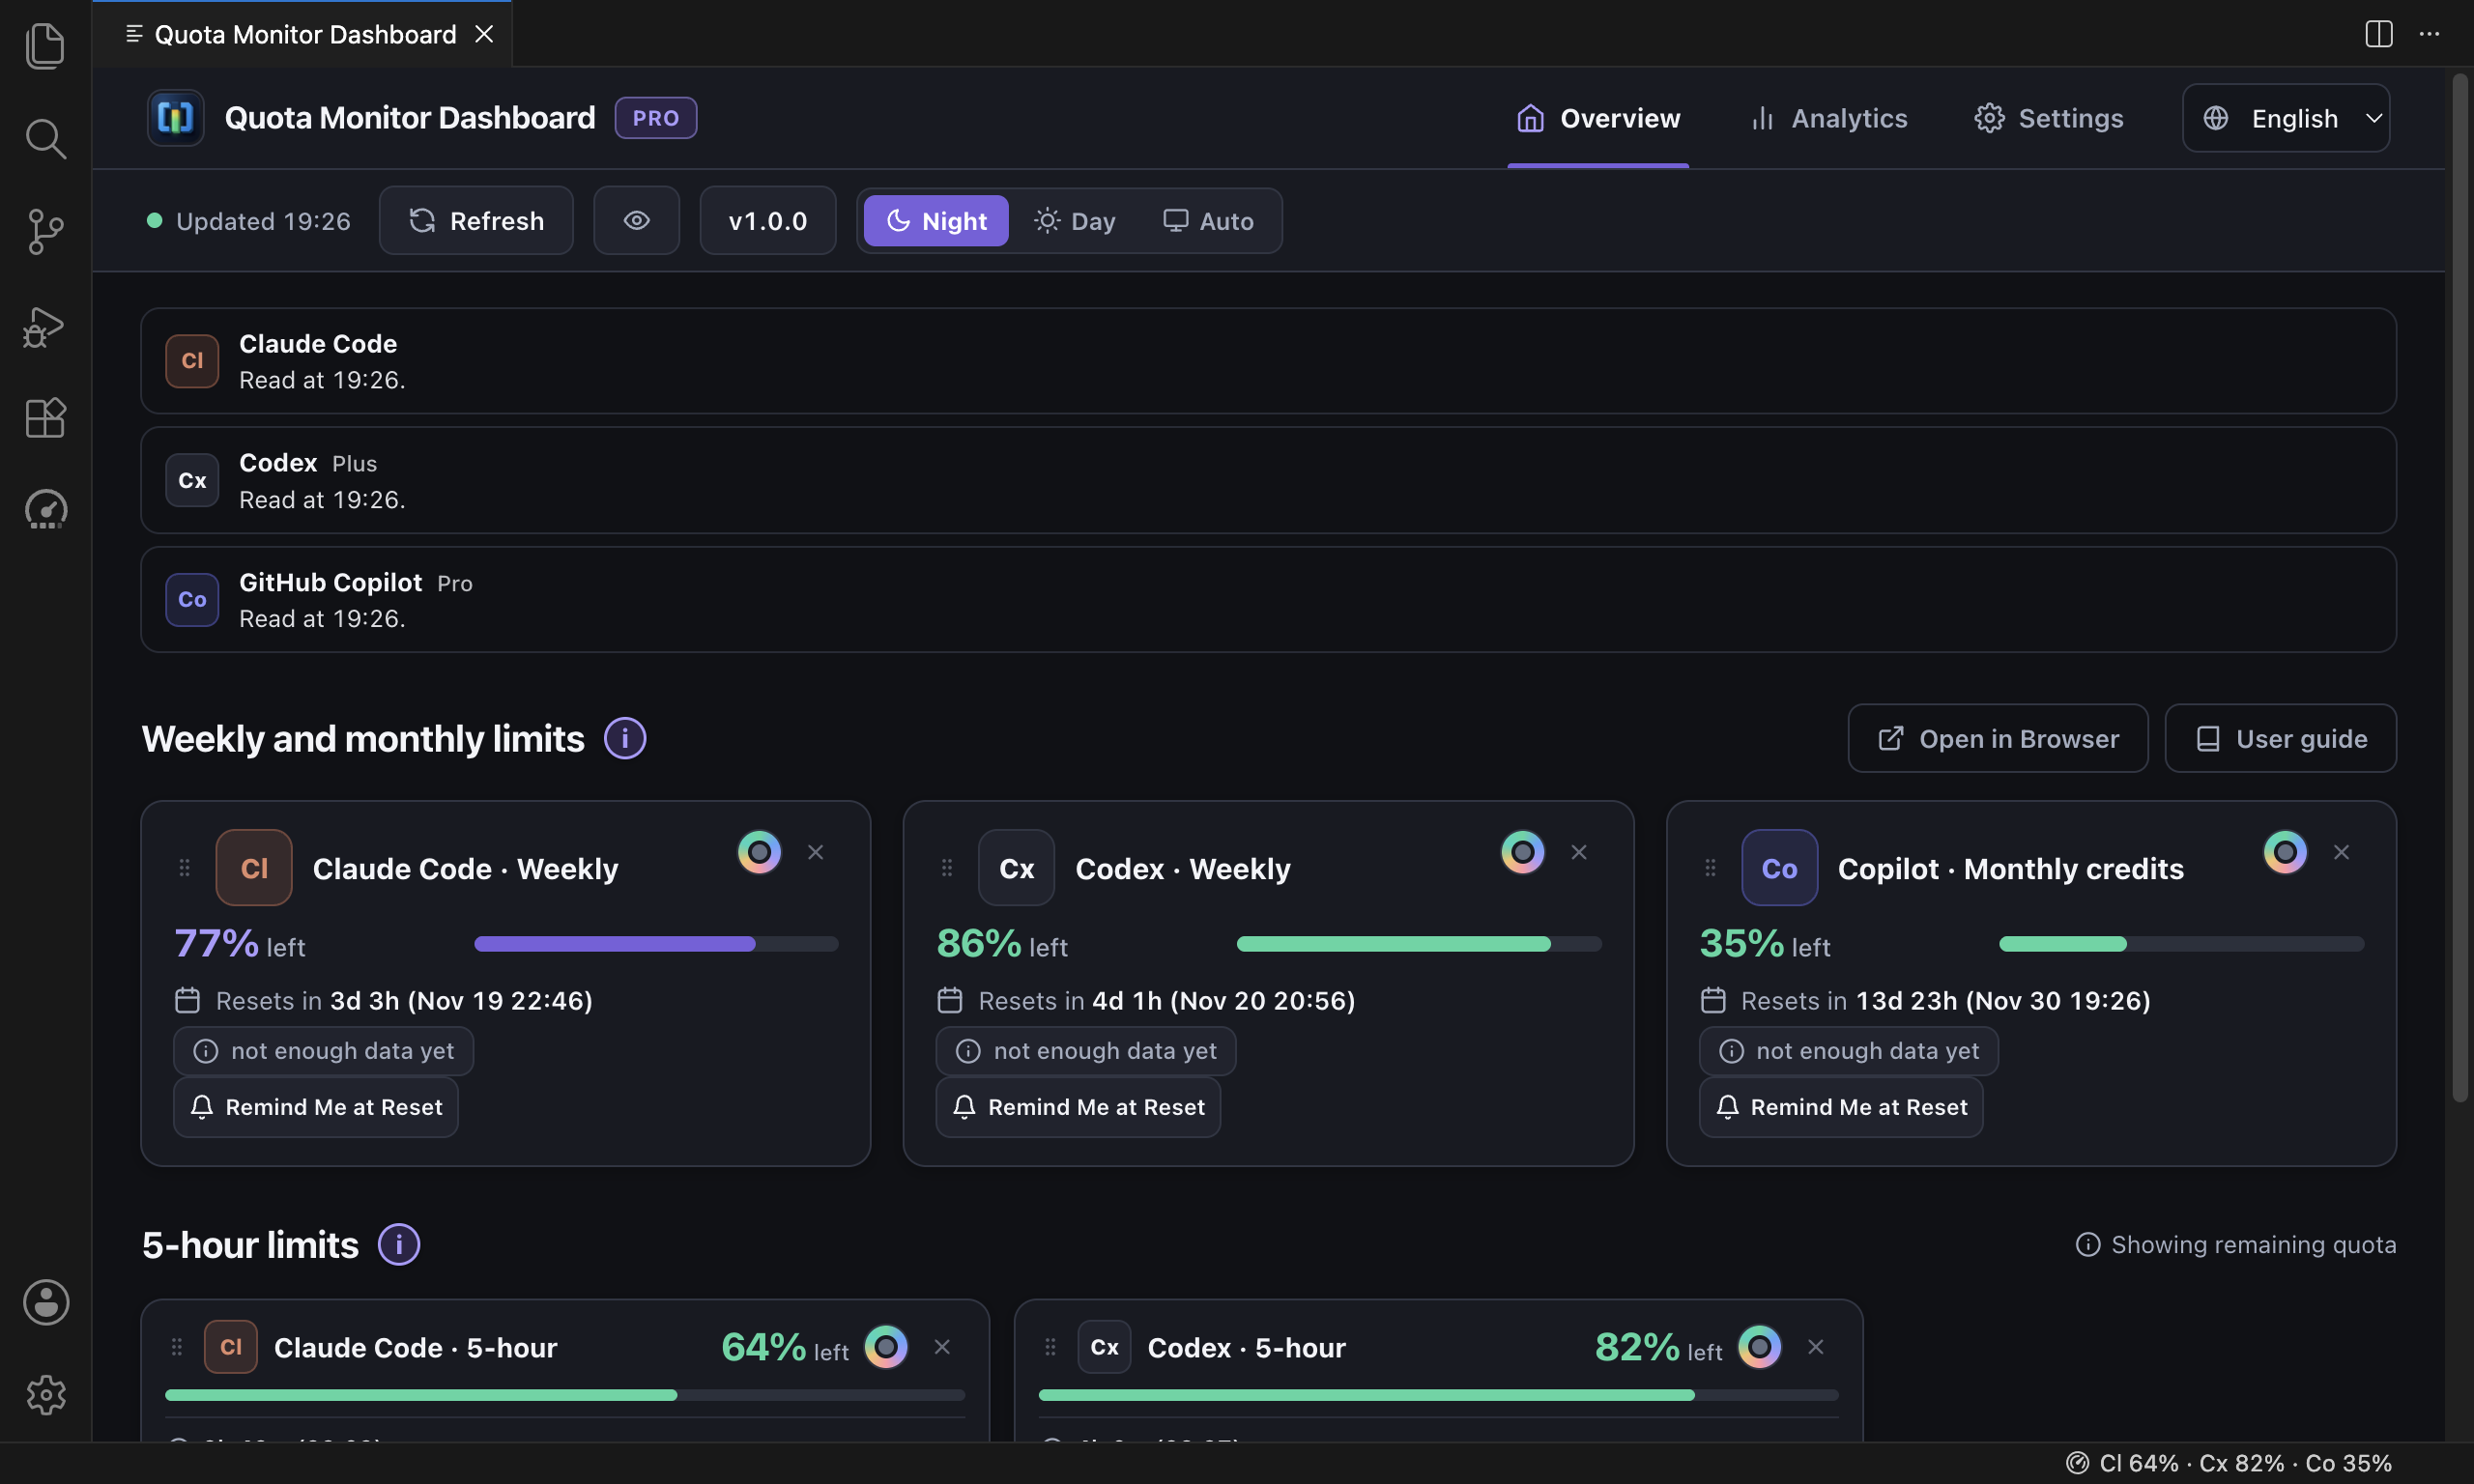 Quota Monitor Dashboard
Quota Monitor Dashboard PRO Overview Analytics Settings English
Updated 19:26 Refresh v1.0.0 Night Day Auto
Cl Claude Code
Read at 19:26.
Cx Codex Plus
Read at 19:26.
Co GitHub Copilot Pro
Read at 19:26.
Weekly and monthly limits i Open in Browser User guide
Cl Claude Code · Weekly
77% left
Resets in 3d 3h (Nov 19 22:46)
not enough data yet
Remind Me at Reset
Cx Codex · Weekly
86% left
Resets in 4d 1h (Nov 20 20:56)
not enough data yet
Remind Me at Reset
Co Copilot · Monthly credits
35% left
Resets in 13d 23h (Nov 30 19:26)
not enough data yet
Remind Me at Reset
5-hour limits i Showing remaining quota
Cl Claude Code · 5-hour 64% left
Cx Codex · 5-hour 82% left
Cl 64% · Cx 82% · Co 35%